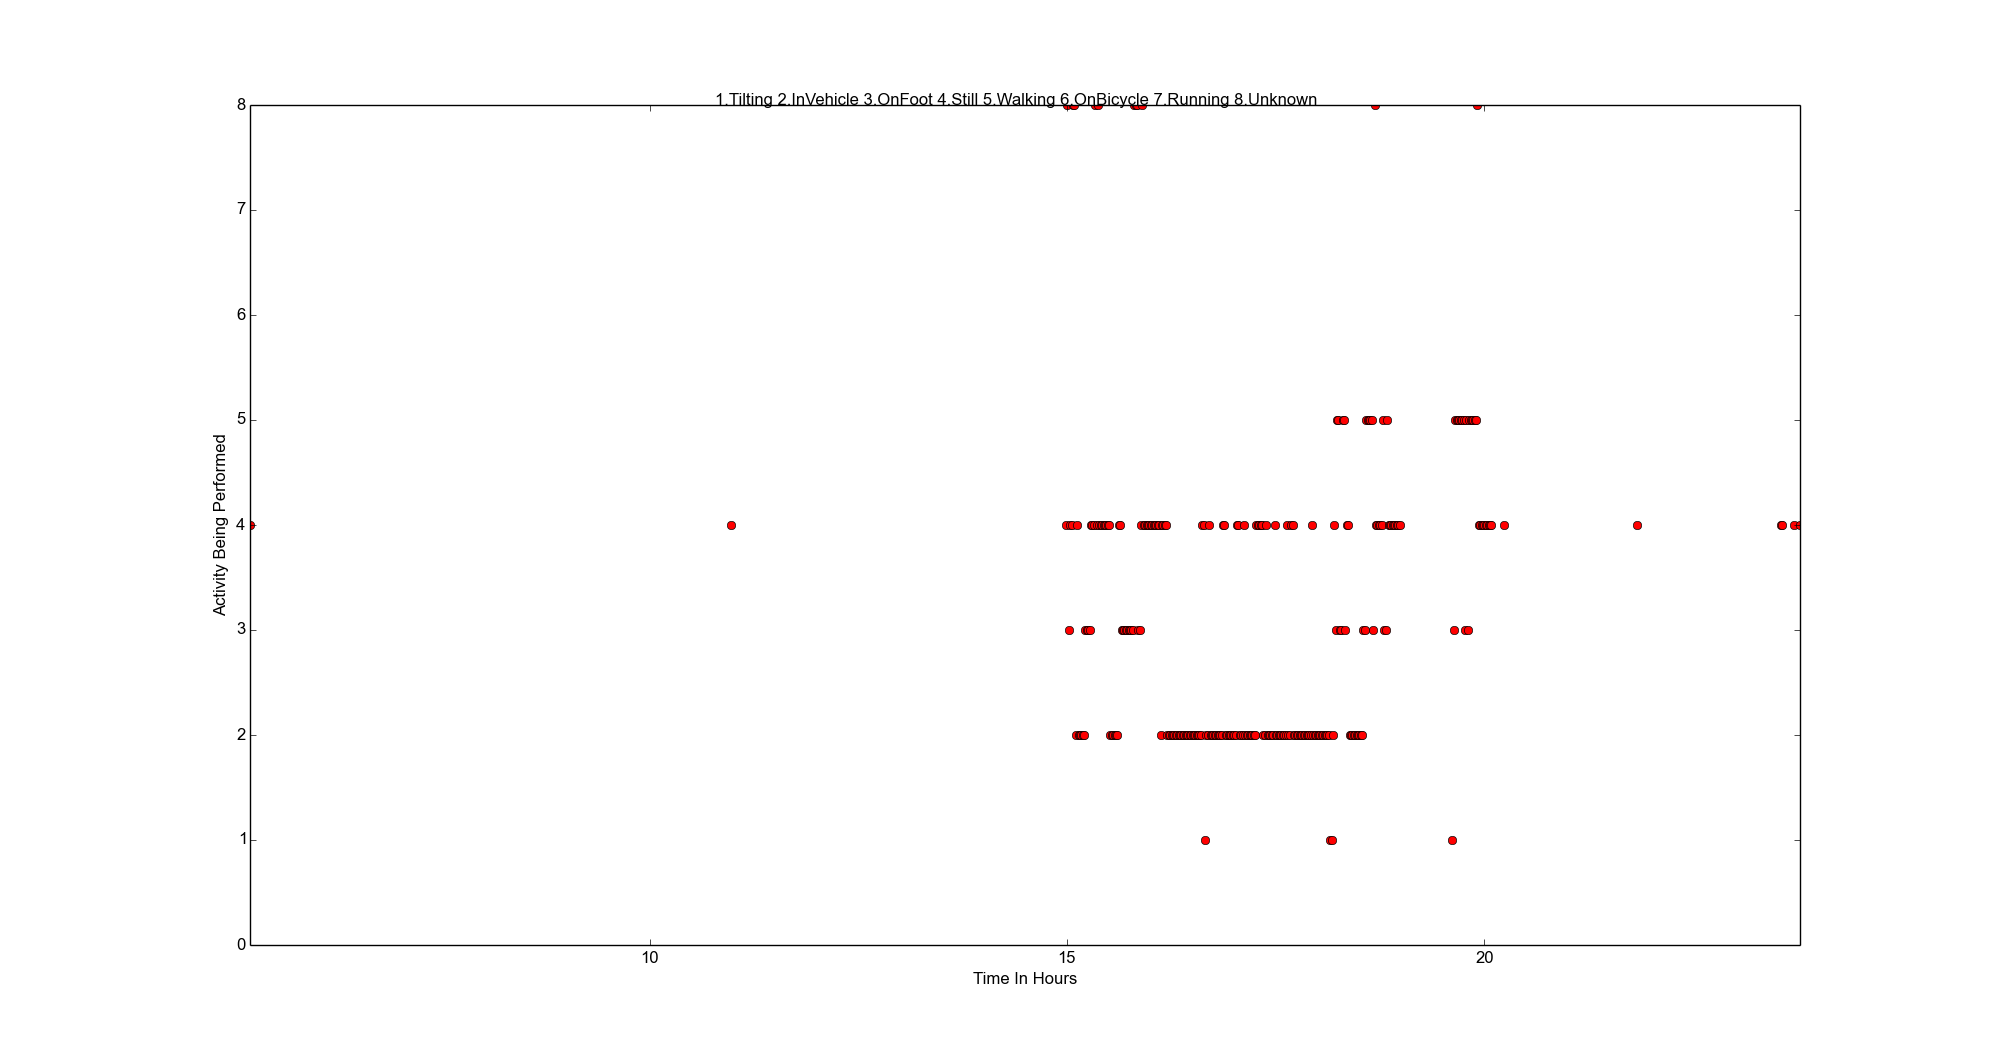 1.Tilting 2.InVehicle 3.OnFoot 4.Still 5.Walking 6.OnBicycle 7.Running 8.Unknown
8
7
6
5
4
3
2
1
0
Activity Being Performed
10 15 20
Time In Hours